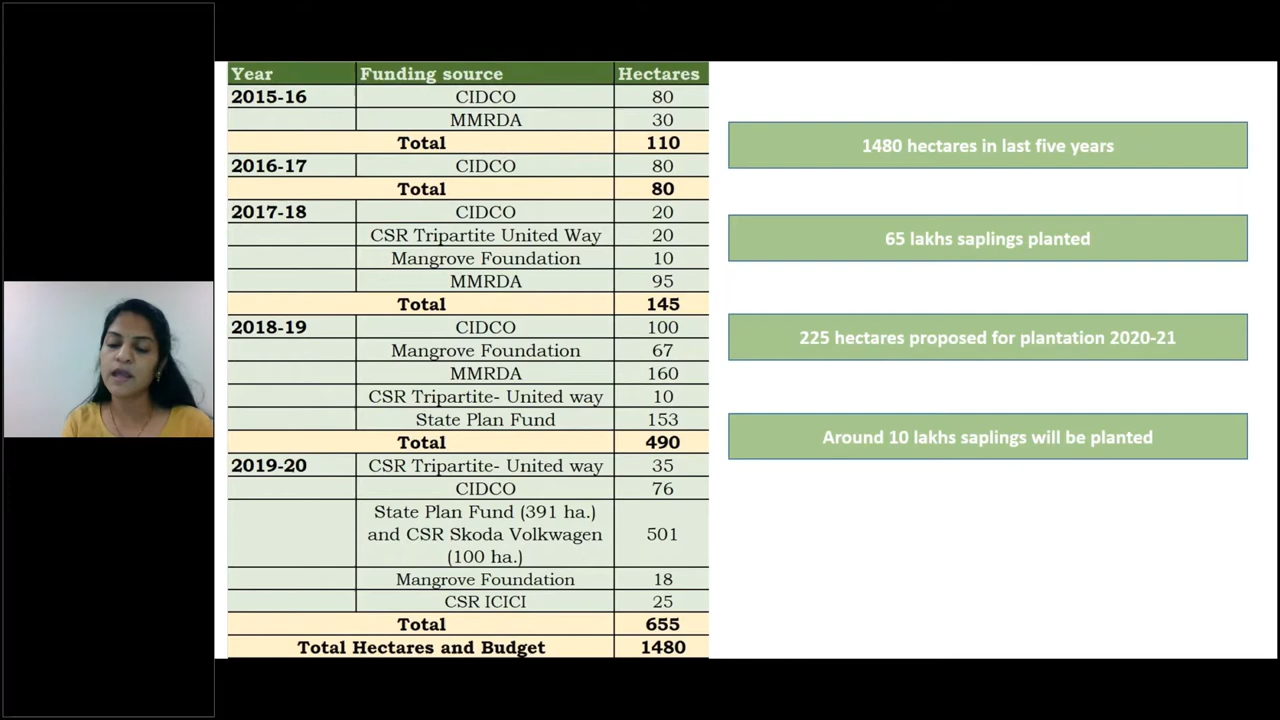 Year Funding source Hectares
2015-16 CIDCO 80
MMRDA 30
Total 110
2016-17 CIDCO 80
Total 80
2017-18 CIDCO 20
CSR Tripartite United Way 20
Mangrove Foundation 10
MMRDA 95
Total 145
2018-19 CIDCO 100
Mangrove Foundation 67
MMRDA 160
CSR Tripartite- United way 10
State Plan Fund 153
Total 490
2019-20 CSR Tripartite- United way 35
CIDCO 76
State Plan Fund (391 ha.)
and CSR Skoda Volkwagen 501
(100 ha.)
Mangrove Foundation 18
CSR ICICI 25
Total 655
Total Hectares and Budget 1480
1480 hectares in last five years
65 lakhs saplings planted
225 hectares proposed for plantation 2020-21
Around 10 lakhs saplings will be planted